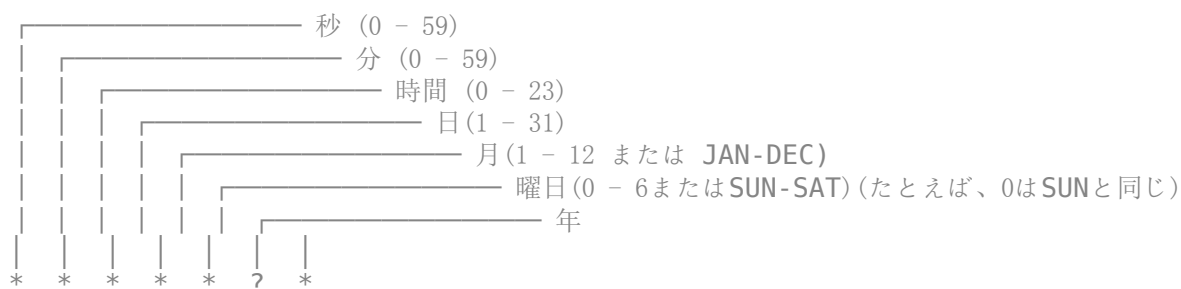 秒 (0 - 59)
分 (0 - 59)
時間 (0 - 23)
日(1 - 31)
月(1 - 12 または JAN-DEC)
曜日(0 - 6またはSUN-SAT)(たとえば、0はSUNと同じ)
年
* * * * * ? *